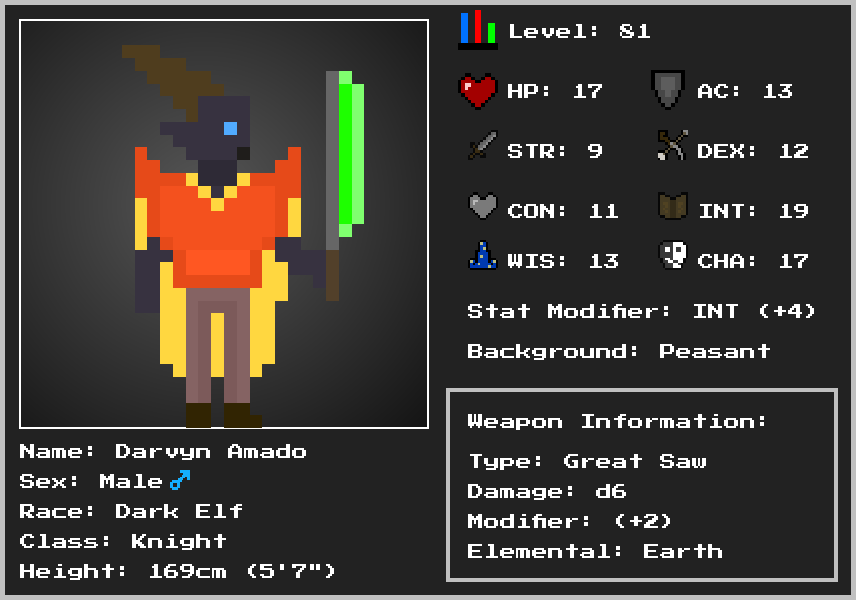 Level: 81
HP: 17 AC: 13
STR: 9 DEX: 12
CON: 11 INT: 19
WIS: 13 CHA: 17
Stat Modifier: INT (+4)
Background: Peasant
Weapon Information:
Type: Great Saw
Damage: d6
Modifier: (+2)
Elemental: Earth
Name: Darvyn Amado
Sex: Male♂
Race: Dark Elf
Class: Knight
Height: 169cm (5'7")